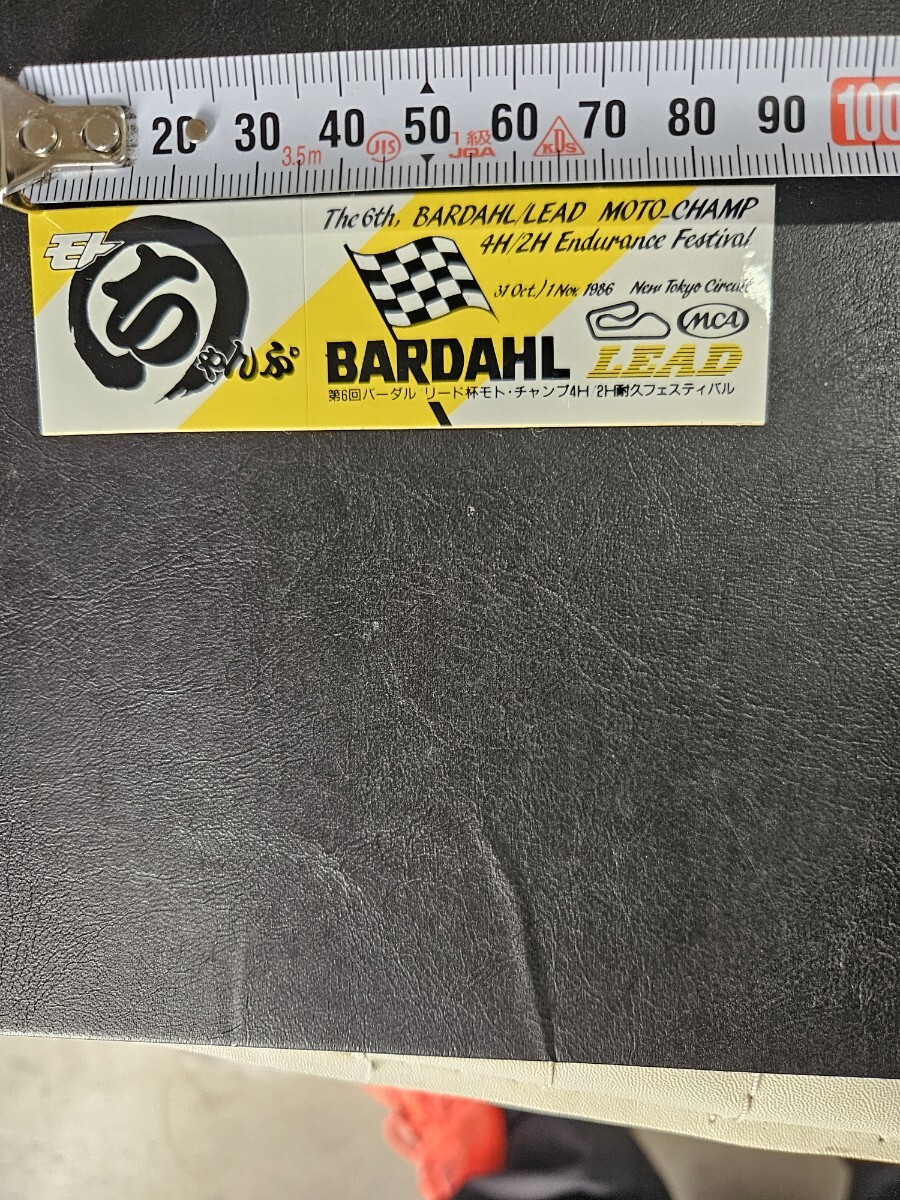 20 30 40 50 60 70 80 90 100
3.5m JIS 1級 JQA KDS
The 6th, BARDAHL/LEAD MOTO-CHAMP
4H/2H Endurance Festival
31 Oct./1 Nov. 1986 New Tokyo Circuit
モト
ち
ゃんぷ
MCA
BARDAHL
LEAD
第6回バーダル リード杯モト・チャンプ4H/2H耐久フェスティバル